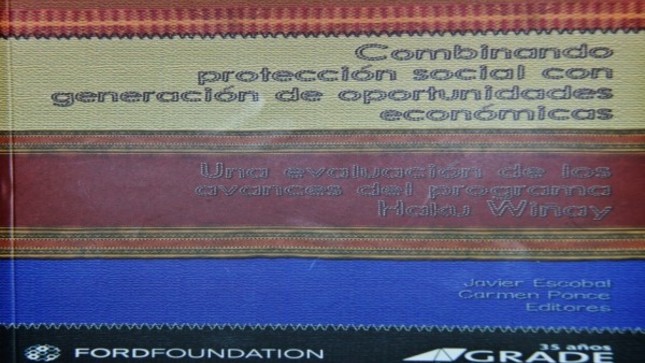 Combinando
protección social con
generación de oportunidades
económicas
Una evaluación de los
avances del programa
Haku Wiñay
Javier Escobal
Carmen Ponce
Editores
FORDFOUNDATION
35 años
GRADE